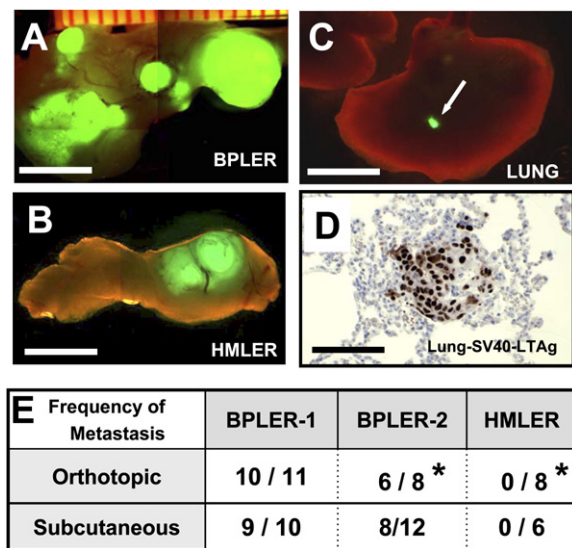 A
BPLER
C
LUNG
B
HMLER
D
Lung-SV40-LTAg
E
Frequency of Metastasis BPLER-1 BPLER-2 HMLER
Orthotopic 10 / 11 6 / 8 * 0 / 8 *
Subcutaneous 9 / 10 8/12 0 / 6